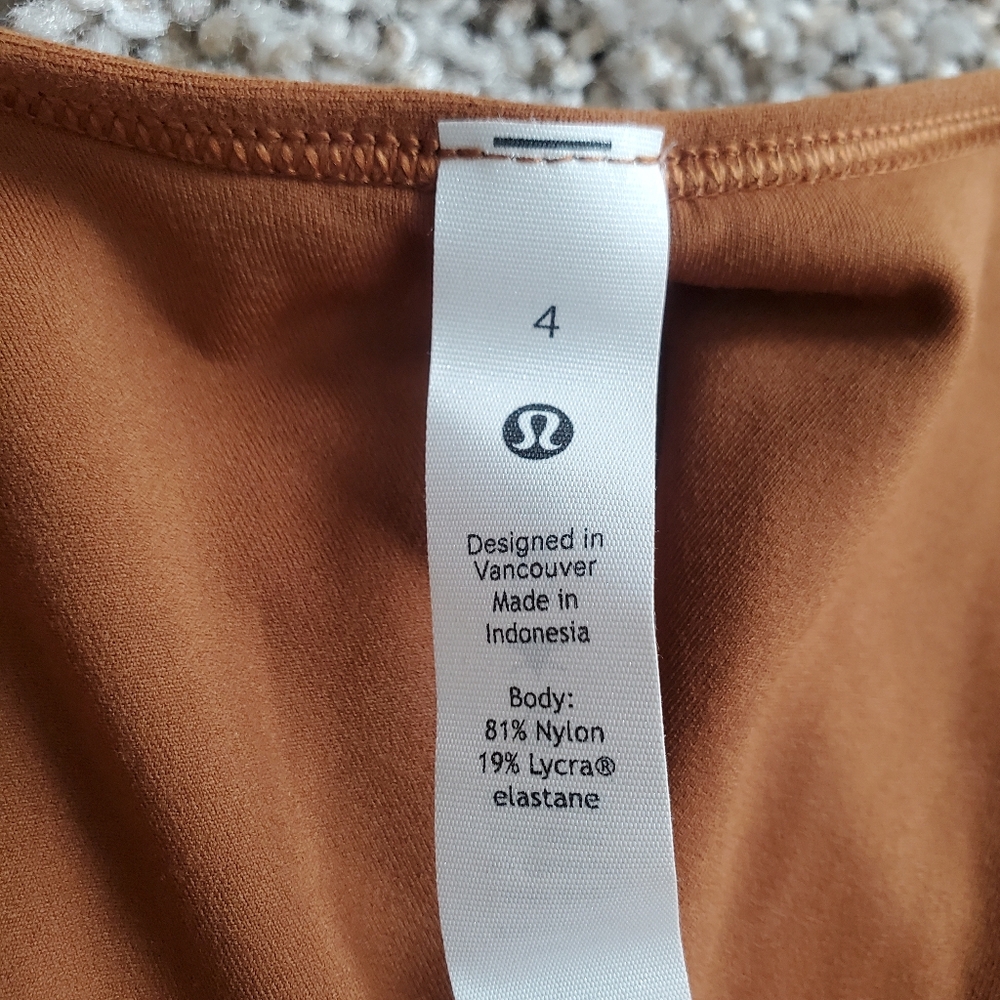 4
Designed in
Vancouver
Made in
Indonesia
Body:
81% Nylon
19% Lycra®
elastane